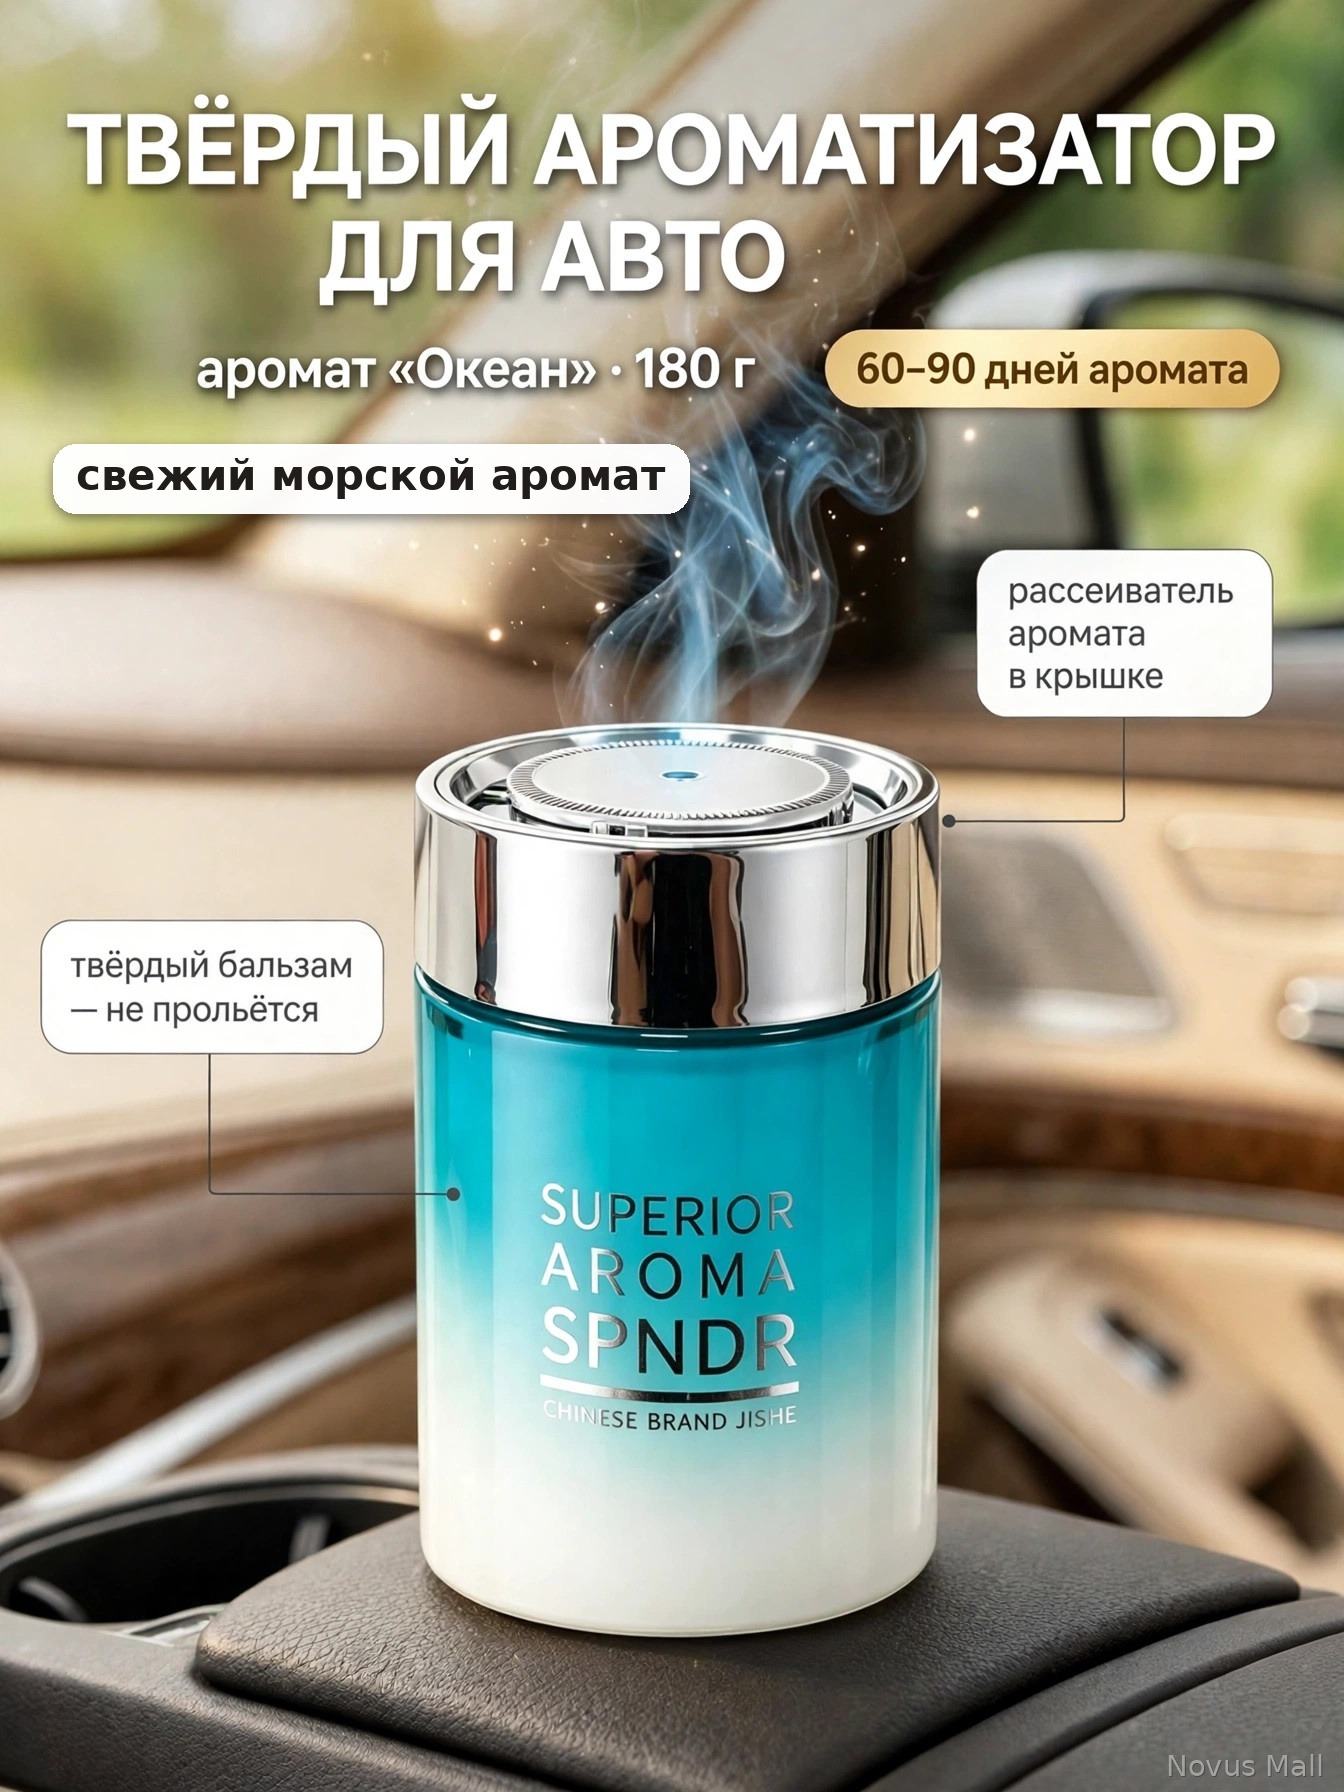 ТВЁРДЫЙ АРОМАТИЗАТОР
ДЛЯ АВТО
аромат «Океан» · 180 г
60–90 дней аромата
свежий морской аромат
рассеиватель
аромата
в крышке
твёрдый бальзам
— не прольётся
SUPERIOR
AROMA
SPNDR
CHINESE BRAND JISHE
Novus Mall